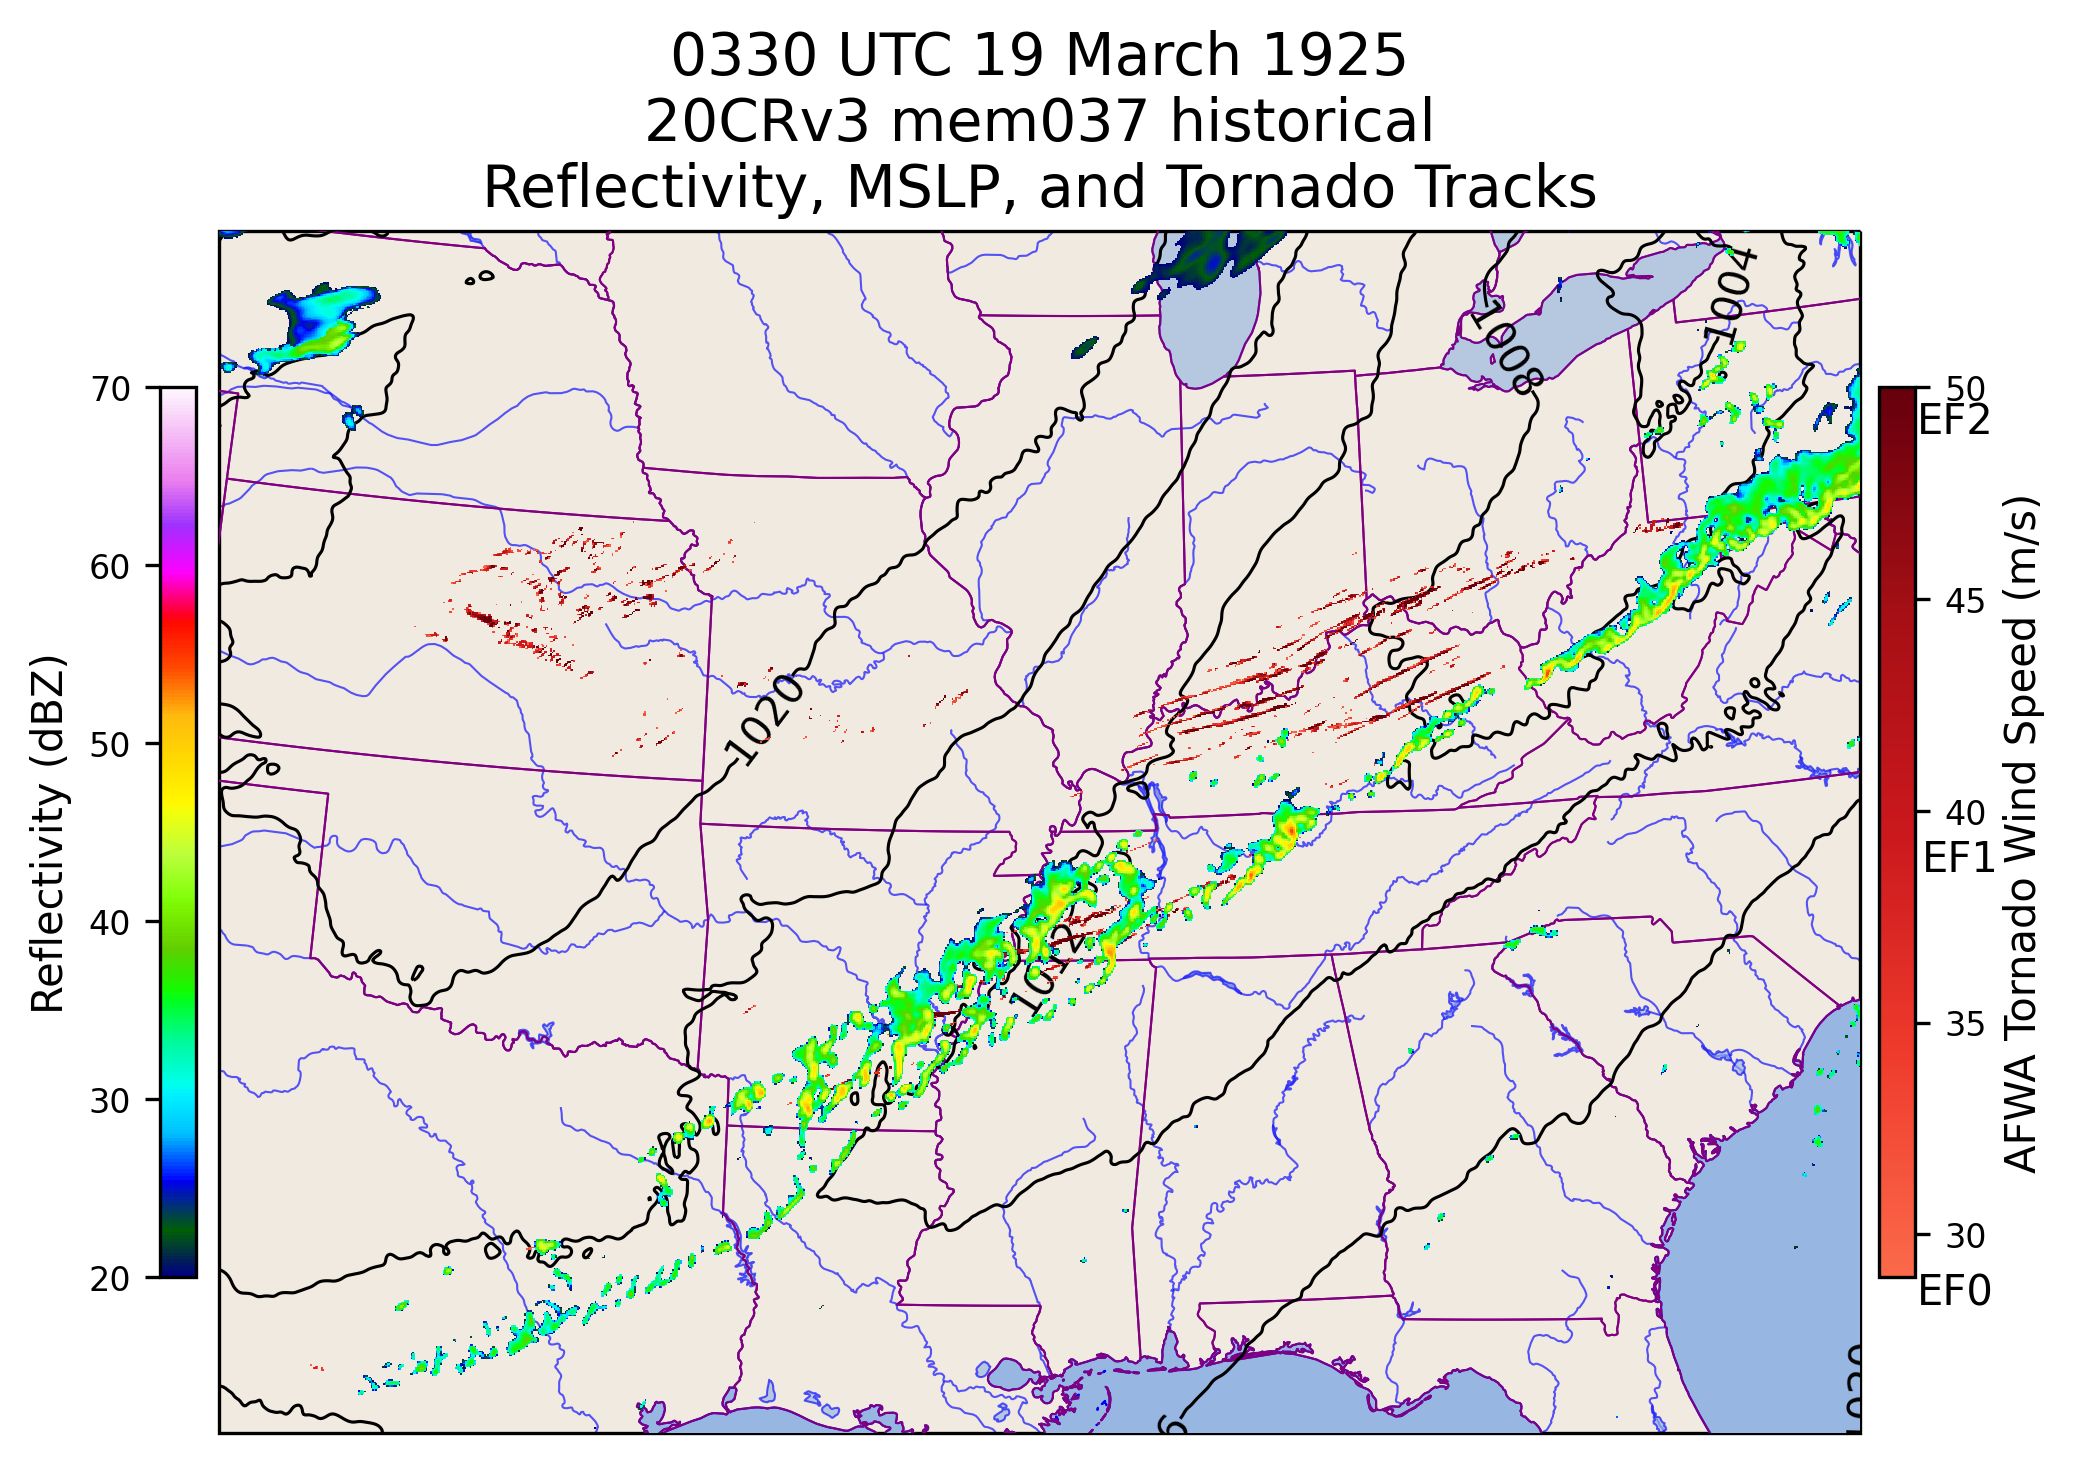 0330 UTC 19 March 1925
20CRv3 mem037 historical
Reflectivity, MSLP, and Tornado Tracks
1004
1008
1020
70
60
50
40
30
20
Reflectivity (dBZ)
50
EF2
45
40
EF1
35
30
EF0
AFWA Tornado Wind Speed (m/s)